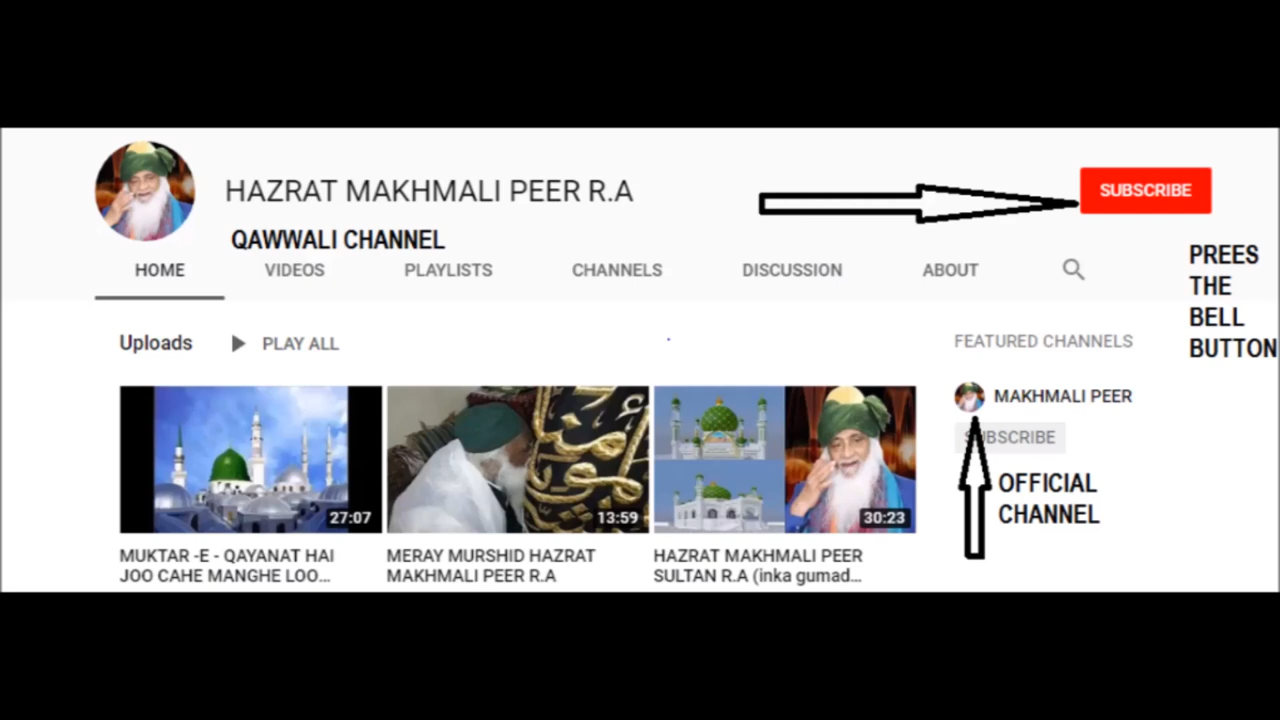 HAZRAT MAKHMALI PEER R.A
SUBSCRIBE
QAWWALI CHANNEL
HOME VIDEOS PLAYLISTS CHANNELS DISCUSSION ABOUT
PREES
THE
BELL
BUTTON
Uploads PLAY ALL
FEATURED CHANNELS
MAKHMALI PEER
SUBSCRIBE
OFFICIAL
CHANNEL
27:07
13:59
30:23
MUKTAR -E - QAYANAT HAI
JOO CAHE MANGHE LOO...
MERAY MURSHID HAZRAT
MAKHMALI PEER R.A
HAZRAT MAKHMALI PEER
SULTAN R.A (inka gumad...